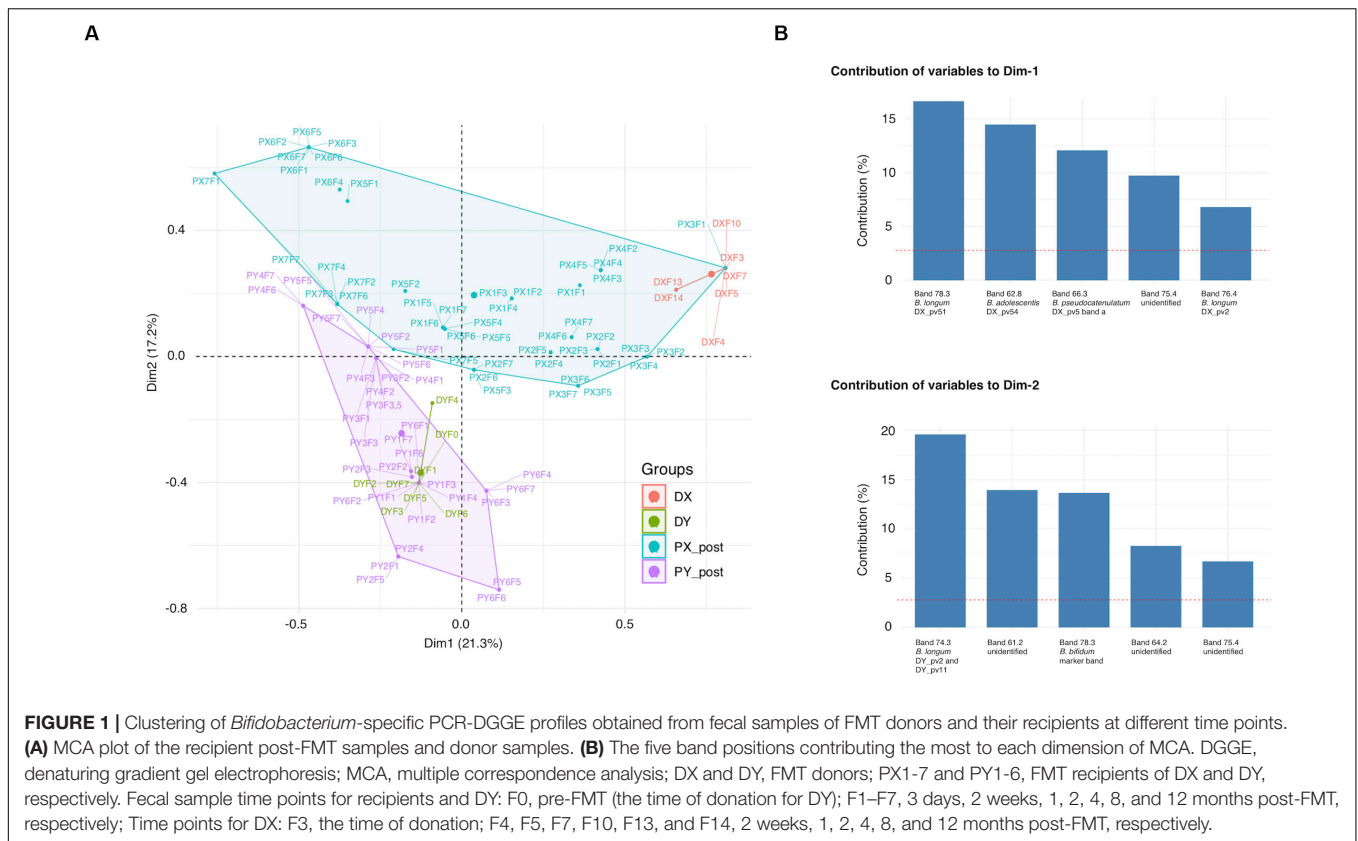 A
B
Contribution of variables to Dim-1
Contribution (%)
15
10
5
0
Band 78.3 B. longum DX_pv51
Band 62.8 B. adolescentis DX_pv54
Band 66.3 B. pseudocatenulatum DX_pv5 band a
Band 75.4 unidentified
Band 76.4 B. longum DX_pv2
Contribution of variables to Dim-2
Contribution (%)
20
15
10
5
0
Band 74.3 B. longum DY_pv2 and DY_pv11
Band 61.2 unidentified
Band 78.3 B. bifidum marker band
Band 64.2 unidentified
Band 75.4 unidentified
Dim2 (17.2%)
0.4
0.0
-0.4
-0.8
-0.5
0.0
0.5
Dim1 (21.3%)
PX6F5
PX6F2
PX6F3
PX6F7
PX6F6
PX6F1
PX7F1
PX6F4
PX5F1
PX3F1
DXF10
PX4F2
PX4F5
PX4F4
PX4F3
DXF3
DXF13
DXF7
DXF14
DXF5
DXF4
PX7F7
PX7F4
PX7F2
PX7F3
PX7F6
PX5F2
PX1F3
PX1F2
PX1F1
PX1F5
PX1F7
PX1F4
PX1F6
PX5F4
PX5F6
PX5F5
PX4F7
PX4F6
PX2F2
PX2F5
PX2F3
PX2F4
PX2F1
PX3F3
PX3F2
PX3F4
PX7F5
PX2F7
PX2F6
PX5F3
PX3F6
PX3F7
PX3F5
PY4F7
PY5F5
PY4F6
PY5F4
PY5F7
PY5F2
PY5F1
PY5F6
PY4F3
PY3F2
PY4F1
PY4F2
PY3F3,5
PY3F1
PY3F3
DYF4
PY6F1
DYF0
PY1F7
PY1F6
PY2F3
PY2F2
DYF1
DYF2
DYF7
PY1F3
PY6F2
PY1F1
DYF5
PY1F4
DYF3
DYF6
PY1F2
PY6F4
PY6F7
PY6F3
PY2F4
PY2F1
PY2F5
PY6F5
PY6F6
Groups
DX
DY
PX_post
PY_post
FIGURE 1 | Clustering of Bifidobacterium-specific PCR-DGGE profiles obtained from fecal samples of FMT donors and their recipients at different time points.
(A) MCA plot of the recipient post-FMT samples and donor samples. (B) The five band positions contributing the most to each dimension of MCA. DGGE,
denaturing gradient gel electrophoresis; MCA, multiple correspondence analysis; DX and DY, FMT donors; PX1-7 and PY1-6, FMT recipients of DX and DY,
respectively. Fecal sample time points for recipients and DY: F0, pre-FMT (the time of donation for DY); F1–F7, 3 days, 2 weeks, 1, 2, 4, 8, and 12 months post-FMT,
respectively; Time points for DX: F3, the time of donation; F4, F5, F7, F10, F13, and F14, 2 weeks, 1, 2, 4, 8, and 12 months post-FMT, respectively.